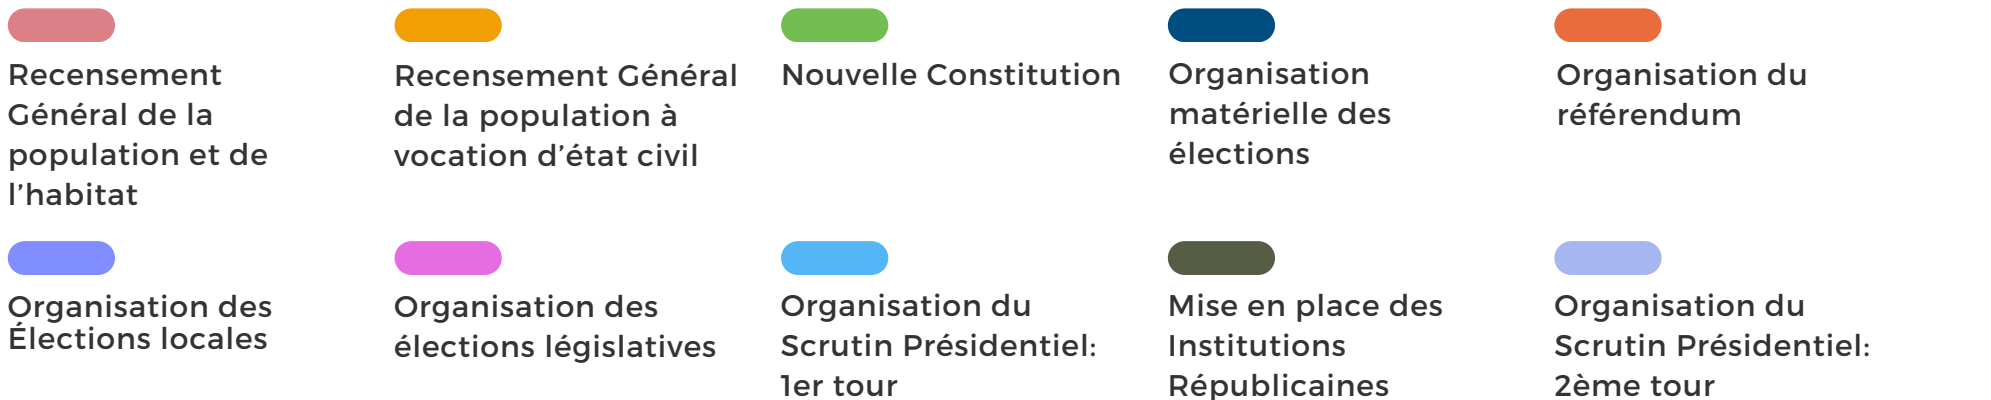 Recensement
Général de la
population et de
l’habitat
Recensement Général
de la population à
vocation d’état civil
Nouvelle Constitution
Organisation
matérielle des
élections
Organisation du
référendum
Organisation des
Élections locales
Organisation des
élections législatives
Organisation du
Scrutin Présidentiel:
1er tour
Mise en place des
Institutions
Républicaines
Organisation du
Scrutin Présidentiel:
2ème tour